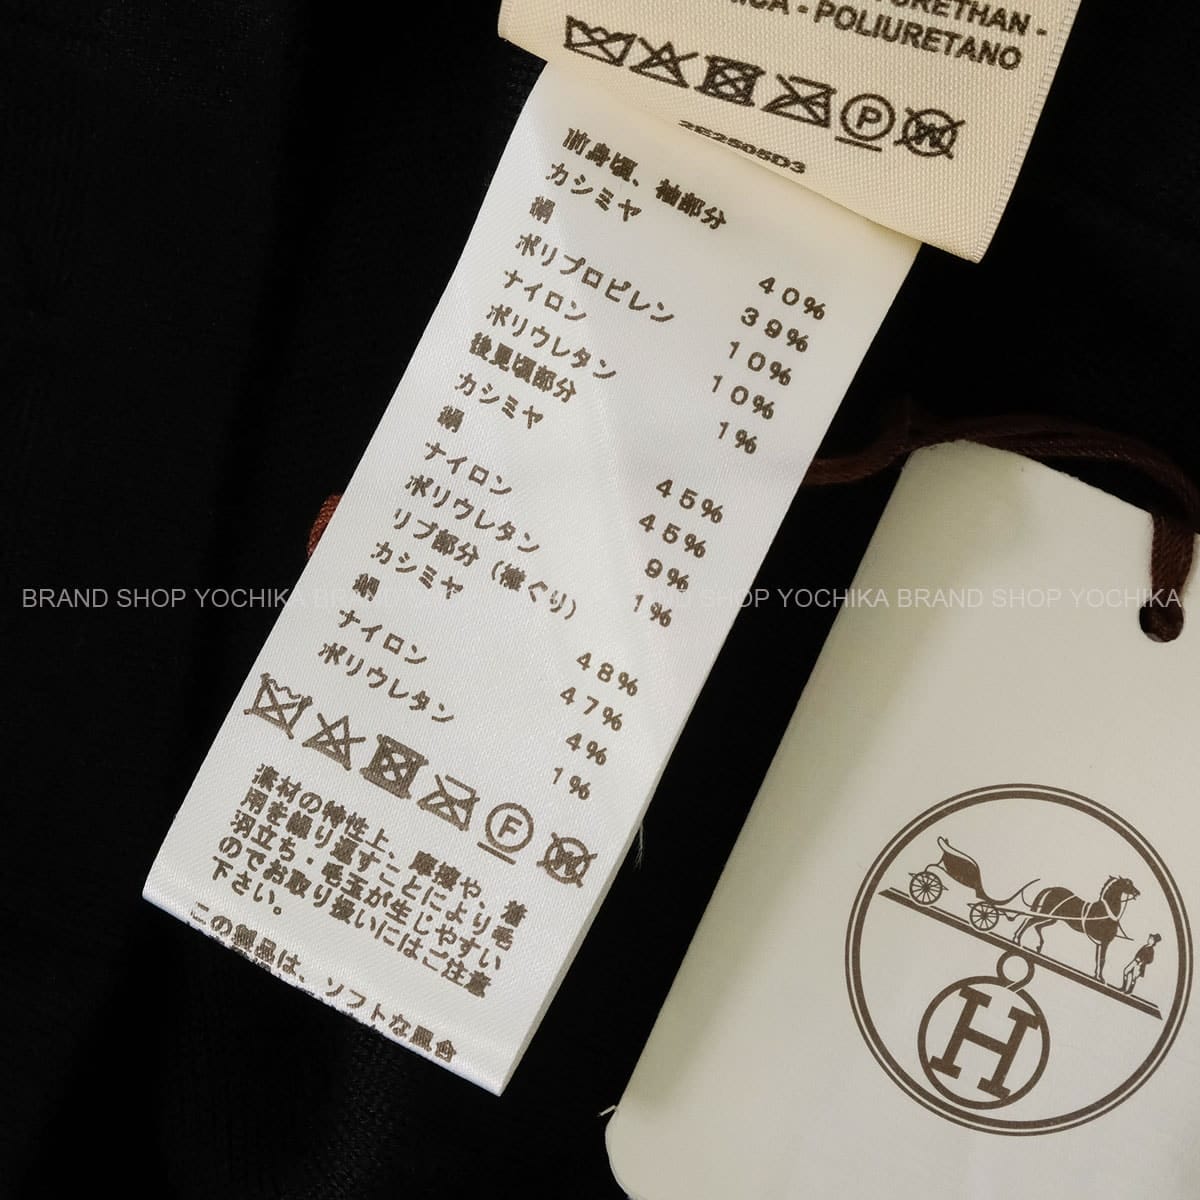 URETHAN -
ICA - POLIURETANO
P
W
2E2505D3
前身頃、袖部分
カシミヤ 40%
絹 39%
ポリプロピレン 10%
ナイロン 10%
ポリウレタン 1%
後見頃部分
カシミヤ 45%
絹 45%
ナイロン 9%
ポリウレタン 1%
リブ部分（襟ぐり）
カシミヤ 48%
絹 47%
ナイロン 4%
ポリウレタン 1%
F
W
素材の特性上、摩擦や、着
用を繰り返すことにより毛
羽立ち・毛玉が生じやすい
のでお取り扱いにはご注意
下さい。
この製品は、ソフトな風合
BRAND SHOP YOCHIKA BRAND SHOP YOCHIKA BRAND SHOP YOCHIKA
H